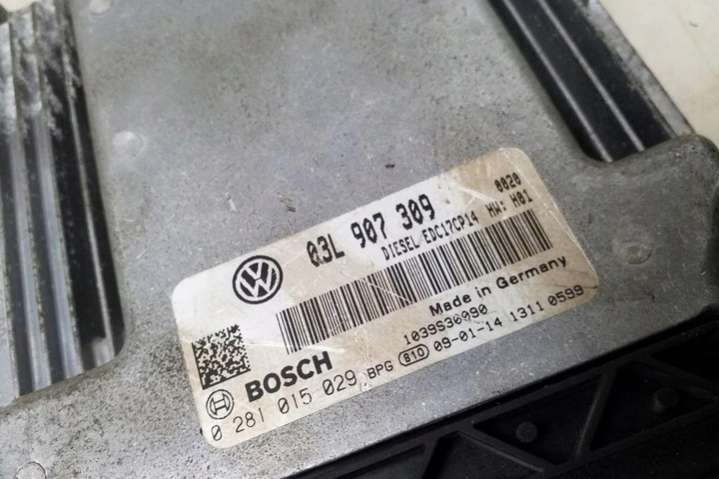 03L 907 309
0020
DIESEL EDC17CP14 HW: H01
Made in Germany
1039S36090
BOSCH
0 281 015 029 BPG 810 09-01-14 1311 0599